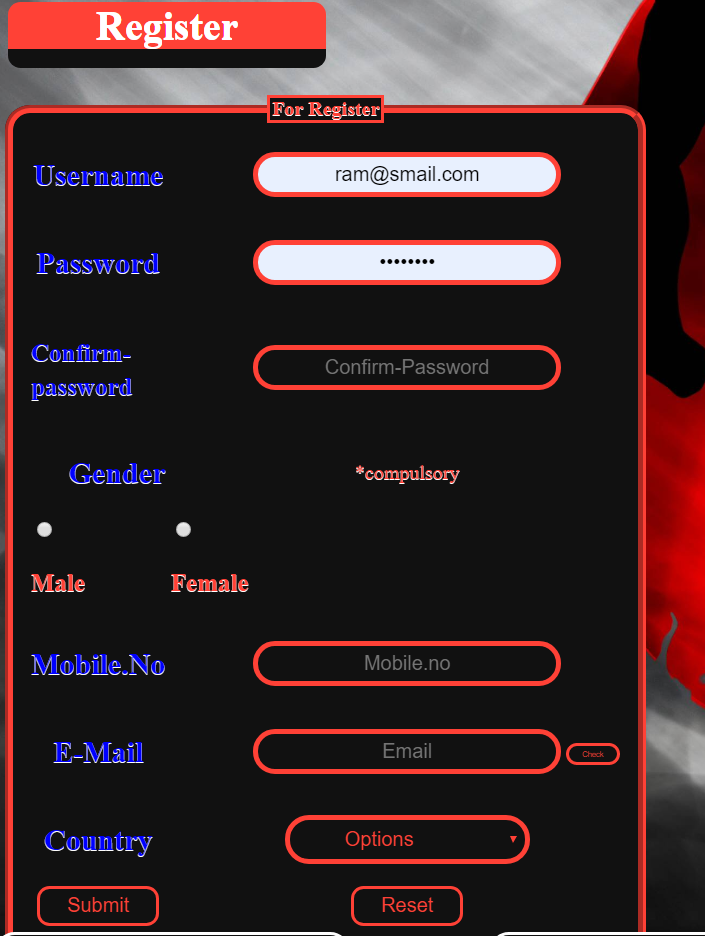 Register
For Register
Username
ram@smail.com
Password
••••••••
Confirm-
password
Confirm-Password
Gender
*compulsory
Male Female
Mobile.No
Mobile.no
E-Mail
Email
Check
Country
Options
Submit
Reset